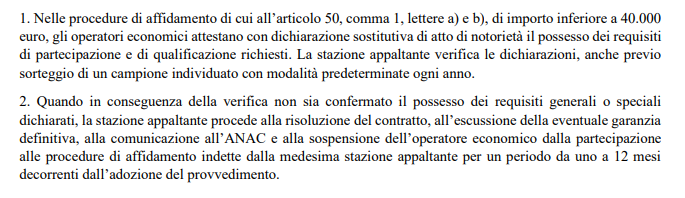 1. Nelle procedure di affidamento di cui all’articolo 50, comma 1, lettere a) e b), di importo inferiore a 40.000
euro, gli operatori economici attestano con dichiarazione sostitutiva di atto di notorietà il possesso dei requisiti
di partecipazione e di qualificazione richiesti. La stazione appaltante verifica le dichiarazioni, anche previo
sorteggio di un campione individuato con modalità predeterminate ogni anno.
2. Quando in conseguenza della verifica non sia confermato il possesso dei requisiti generali o speciali
dichiarati, la stazione appaltante procede alla risoluzione del contratto, all’escussione della eventuale garanzia
definitiva, alla comunicazione all’ANAC e alla sospensione dell’operatore economico dalla partecipazione
alle procedure di affidamento indette dalla medesima stazione appaltante per un periodo da uno a 12 mesi
decorrenti dall’adozione del provvedimento.